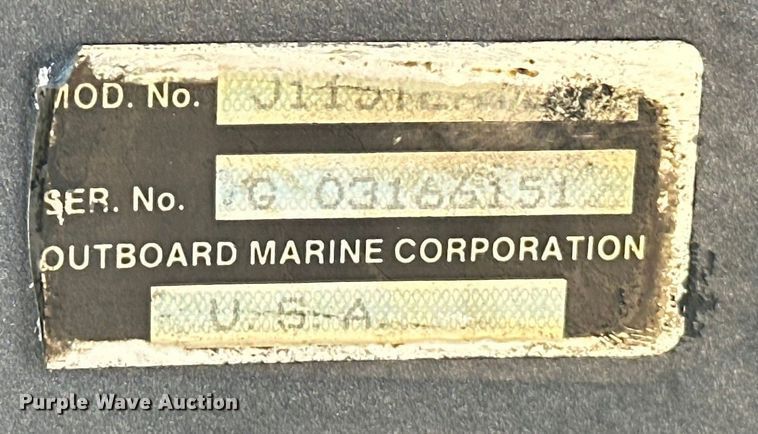 MOD. No.
SER. No. G 03166151
OUTBOARD MARINE CORPORATION
U S A
Purple Wave Auction